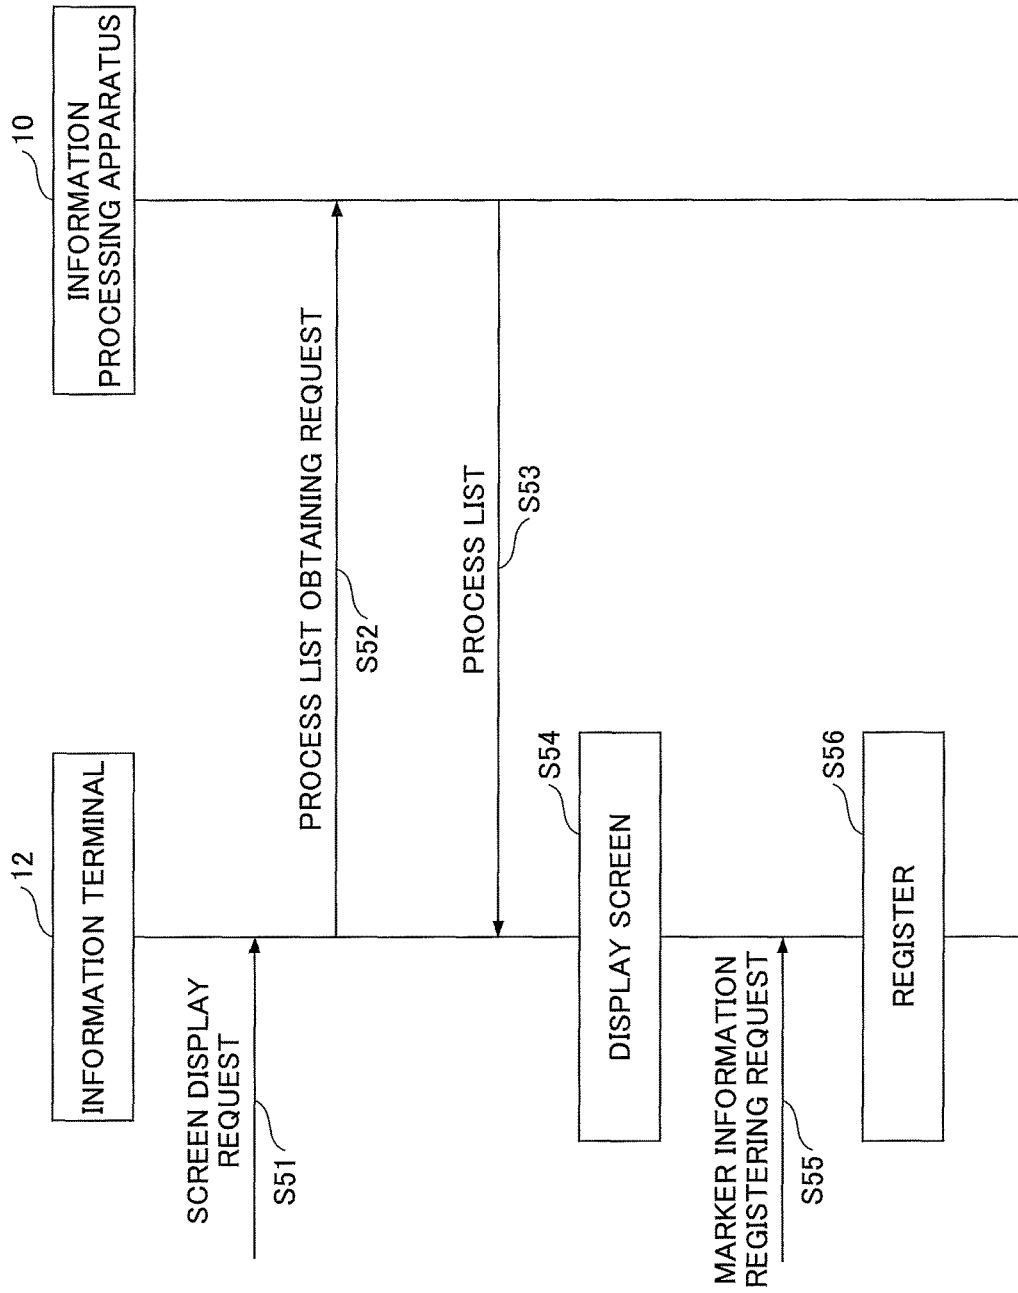 12
INFORMATION TERMINAL
10
INFORMATION
PROCESSING APPARATUS
SCREEN DISPLAY
REQUEST
S51
PROCESS LIST OBTAINING REQUEST
S52
PROCESS LIST
S53
S54
DISPLAY SCREEN
MARKER INFORMATION
REGISTERING REQUEST
S55
S56
REGISTER